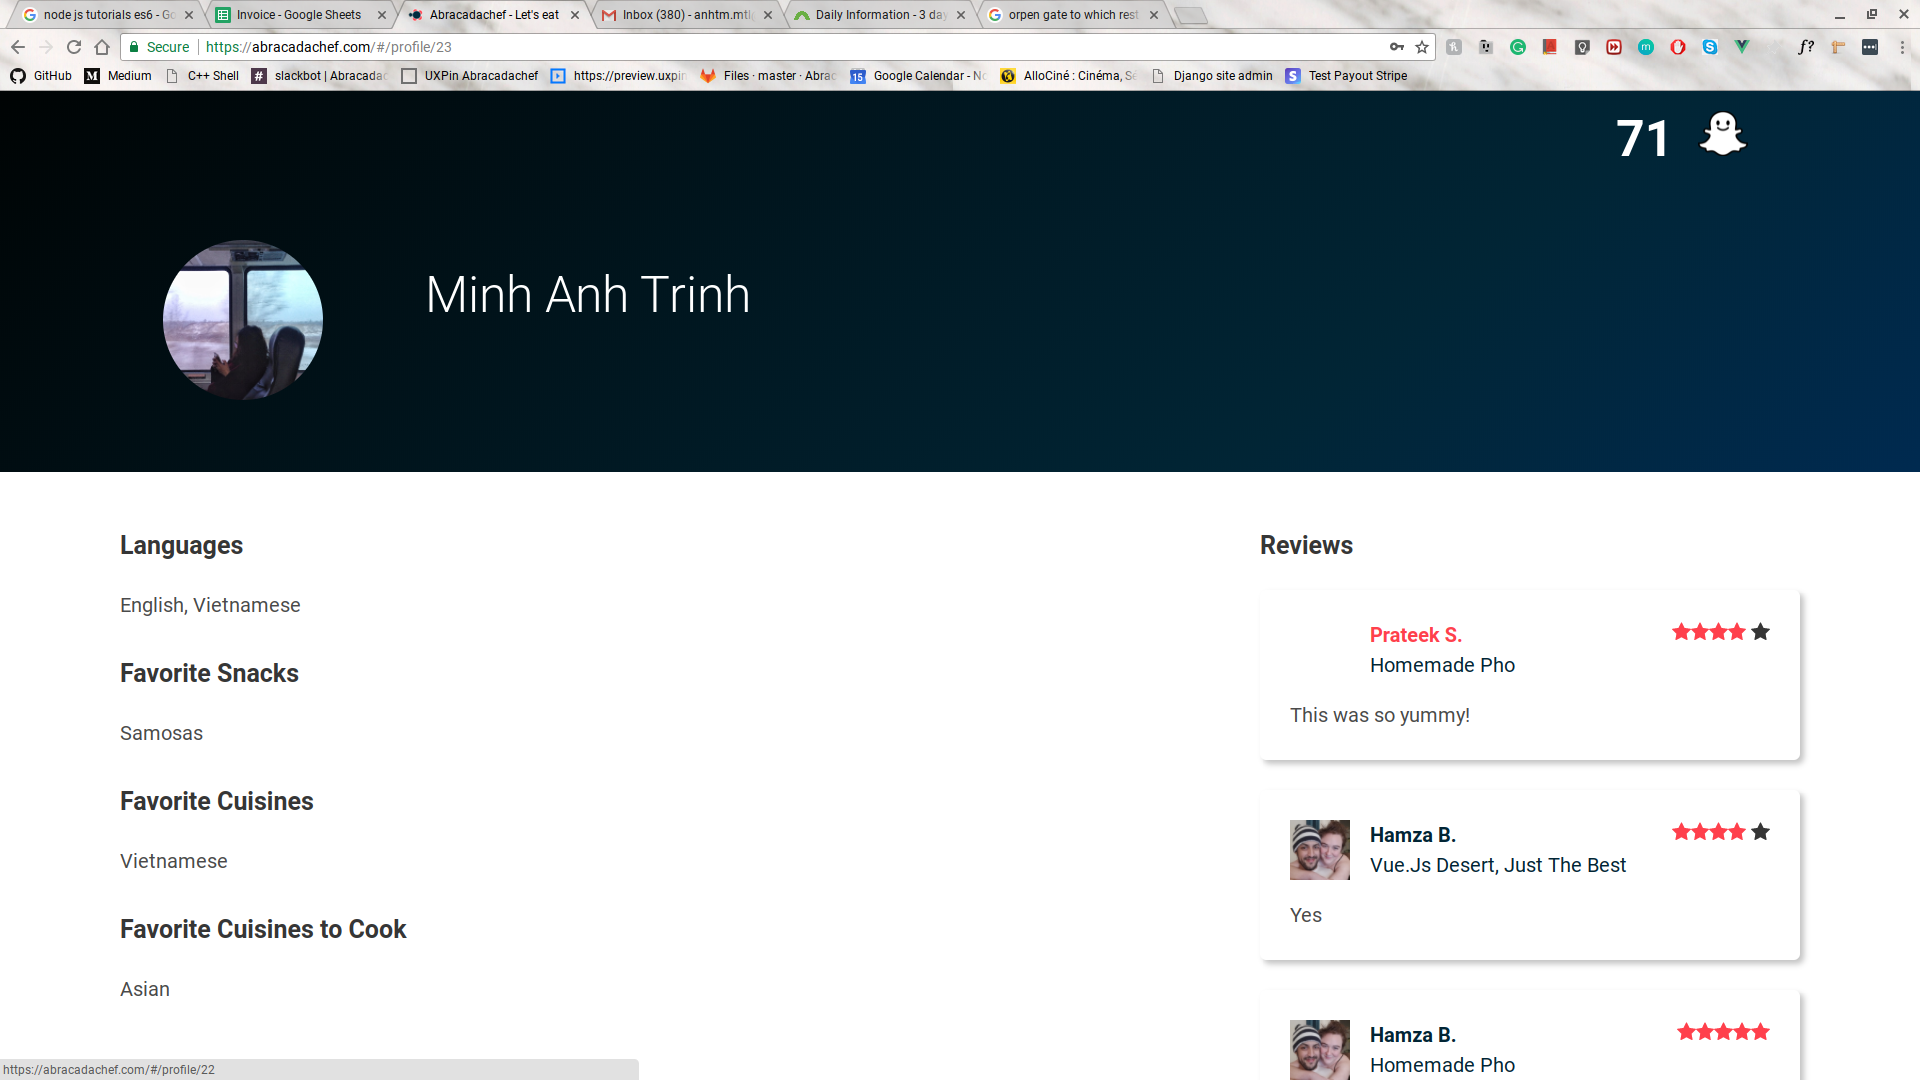 node js tutorials es6 - Go
Invoice - Google Sheets
Abracadachef - Let's eat
Inbox (380) - anhtm.mtl
Daily Information - 3 day
orpen gate to which rest
Secure
https://abracadachef.com/#/profile/23
GitHub
Medium
C++ Shell
slackbot | Abracadac
UXPin Abracadachef
https://preview.uxpin
Files · master · Abrac
Google Calendar - No
AlloCiné : Cinéma, Sé
Django site admin
Test Payout Stripe
71
Minh Anh Trinh
Languages
English, Vietnamese
Favorite Snacks
Samosas
Favorite Cuisines
Vietnamese
Favorite Cuisines to Cook
Asian
Reviews
Prateek S.
Homemade Pho
This was so yummy!
Hamza B.
Vue.Js Desert, Just The Best
Yes
Hamza B.
Homemade Pho
https://abracadachef.com/#/profile/22